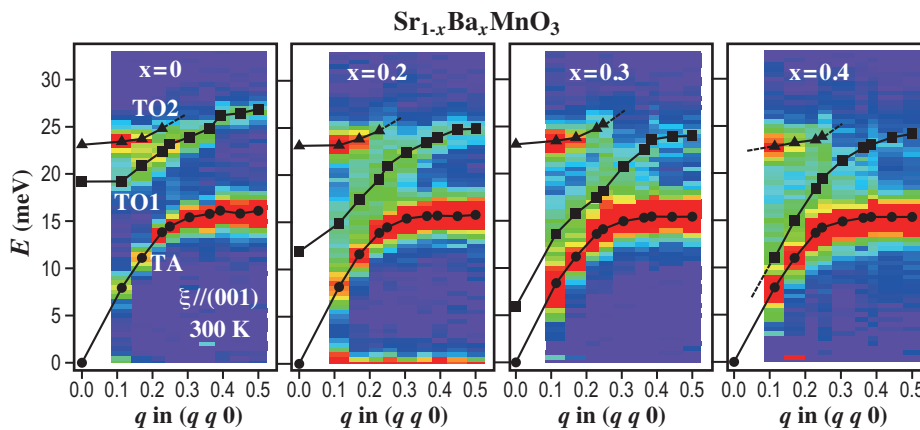 Sr1-xBaxMnO3
x=0
x=0.2
x=0.3
x=0.4
TO2
TO1
TA
ξ//(001)
300 K
E (meV)
30
25
20
15
10
5
0
0.0 0.1 0.2 0.3 0.4 0.5
0.0 0.1 0.2 0.3 0.4 0.5
0.0 0.1 0.2 0.3 0.4 0.5
0.0 0.1 0.2 0.3 0.4 0.5
q in (q q 0)
q in (q q 0)
q in (q q 0)
q in (q q 0)